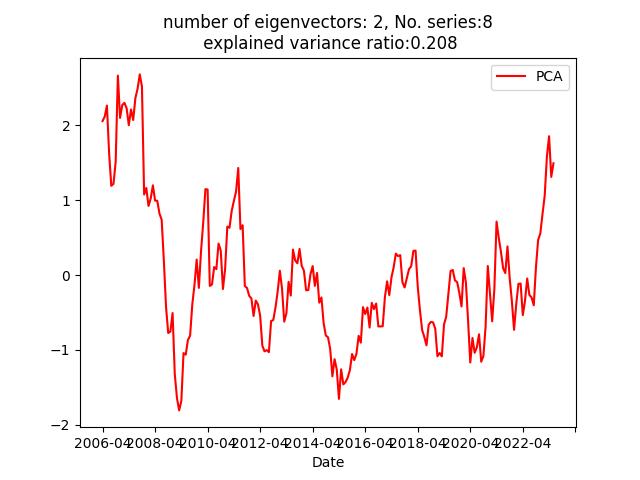 number of eigenvectors: 2, No. series:8
explained variance ratio:0.208
PCA
2
1
0
−1
−2
2006-04 2008-04 2010-04 2012-04 2014-04 2016-04 2018-04 2020-04 2022-04
Date